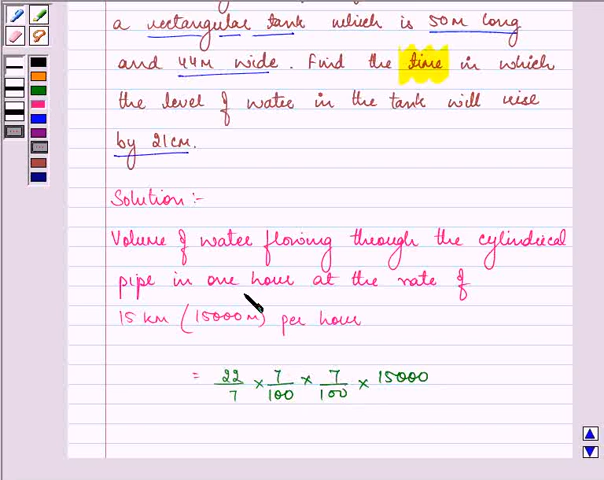 a rectangular tank which is 50M long
and 44M wide. Find the time in which
the level of water in the tank will rise
by 21cm.
Solution :-
Volume of water flowing through the cylindrical
pipe in one hour at the rate of
15 KM (15000 M) per hour
= 22/7 × 7/100 × 7/100 × 15000